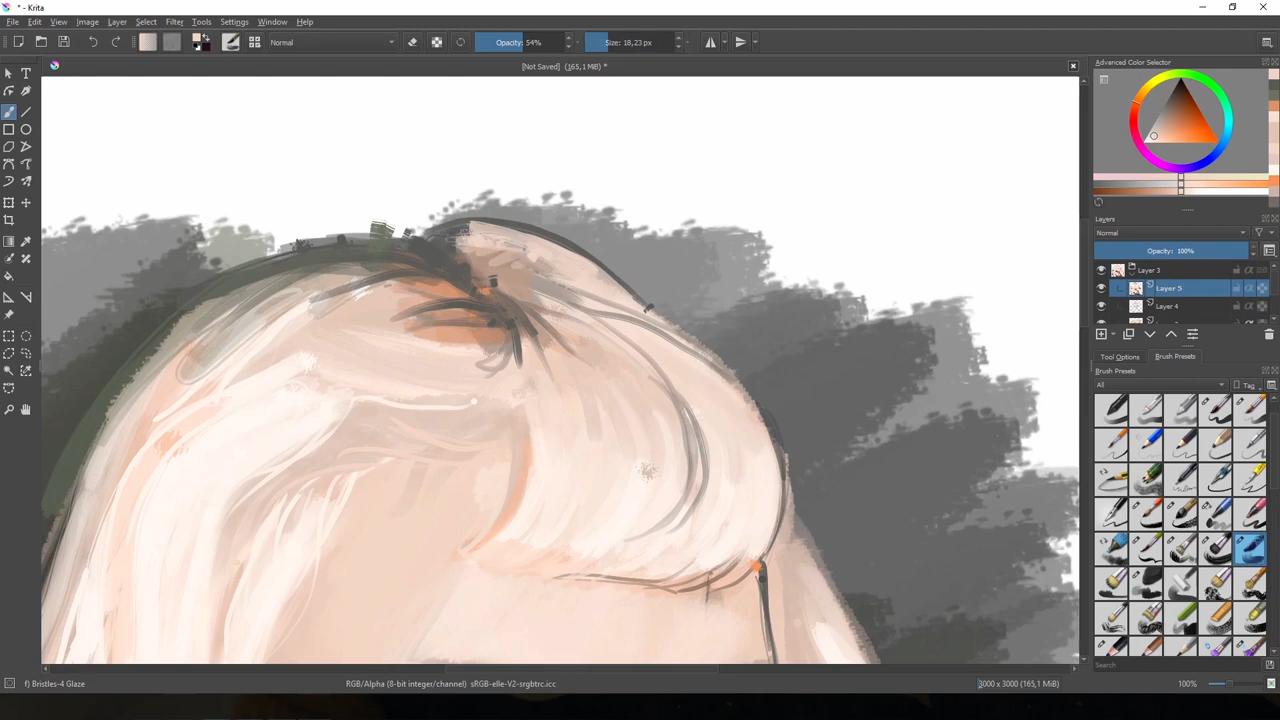 * - Krita
File Edit View Image Layer Select Filter Tools Settings Window Help
Normal Opacity: 54% Size: 18,23 px
[Not Saved] (165,1 MiB) *
Advanced Color Selector
Layers
Normal
Opacity: 100%
Layer 3
Layer 5
Layer 4
Tool Options Brush Presets
Brush Presets
All Tag
Search
f) Bristles-4 Glaze RGB/Alpha (8-bit integer/channel) sRGB-elle-V2-srgbtrc.icc 3000 x 3000 (165,1 MiB) 100%